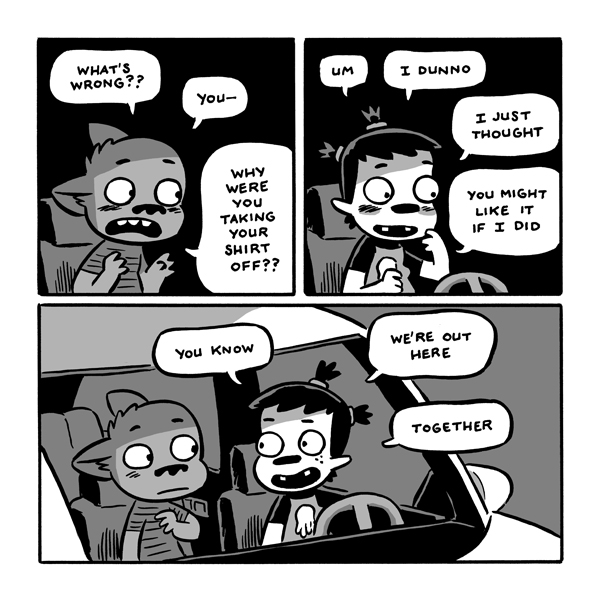 WHAT'S
WRONG??
YOU—
WHY
WERE
YOU
TAKING
YOUR
SHIRT
OFF??
UM
I DUNNO
I JUST
THOUGHT
YOU MIGHT
LIKE IT
IF I DID
YOU KNOW
WE'RE OUT
HERE
TOGETHER